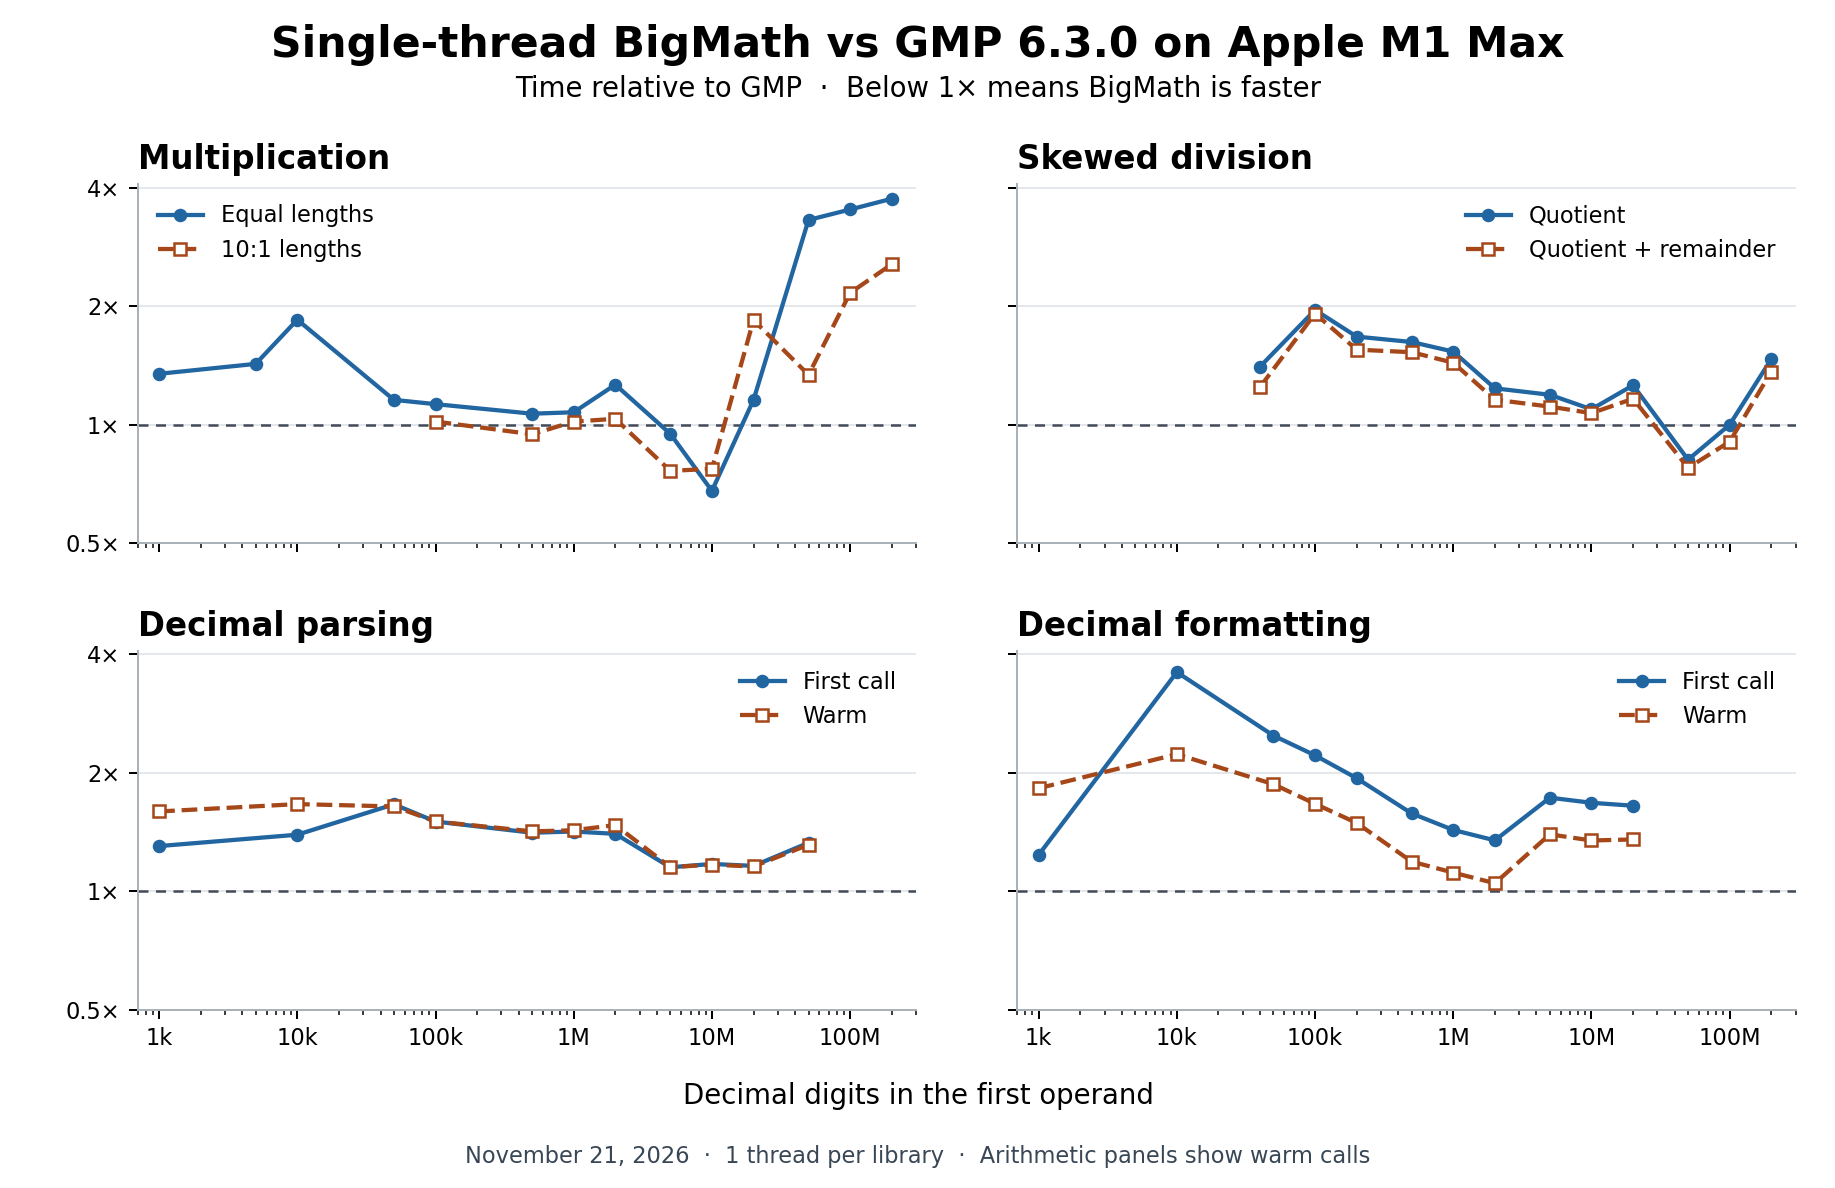 Single-thread BigMath vs GMP 6.3.0 on Apple M1 Max
Time relative to GMP · Below 1× means BigMath is faster
Multiplication
4×
2×
1×
0.5×
Equal lengths
10:1 lengths
Skewed division
Quotient
Quotient + remainder
Decimal parsing
4×
2×
1×
0.5×
First call
Warm
1k 10k 100k 1M 10M 100M
Decimal formatting
First call
Warm
1k 10k 100k 1M 10M 100M
Decimal digits in the first operand
November 21, 2026 · 1 thread per library · Arithmetic panels show warm calls